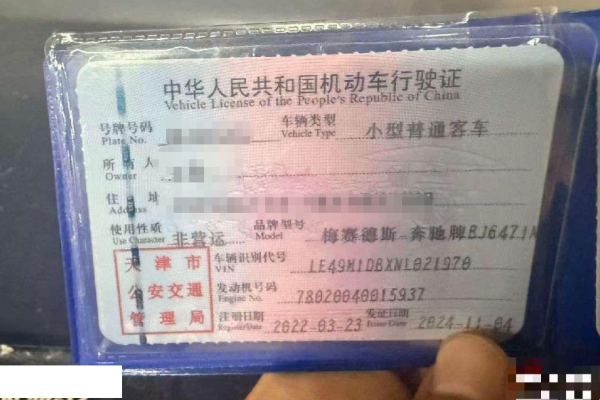 中华人民共和国机动车行驶证
Vehicle License of the People's Republic of China
号牌号码 车辆类型 小型普通客车
Plate No. Vehicle Type
所有人
Owner
住址
Address
使用性质 非营运 品牌型号 梅赛德斯-奔驰牌BJ6471M
Use Character Model
天津市 车辆识别代号 LE49M1DBXNL021970
VIN
公安交通 发动机号码 78020040015937
Engine No.
管理局 注册日期 2022-03-23 发证日期 2024-11-04
Register Date Issue Date